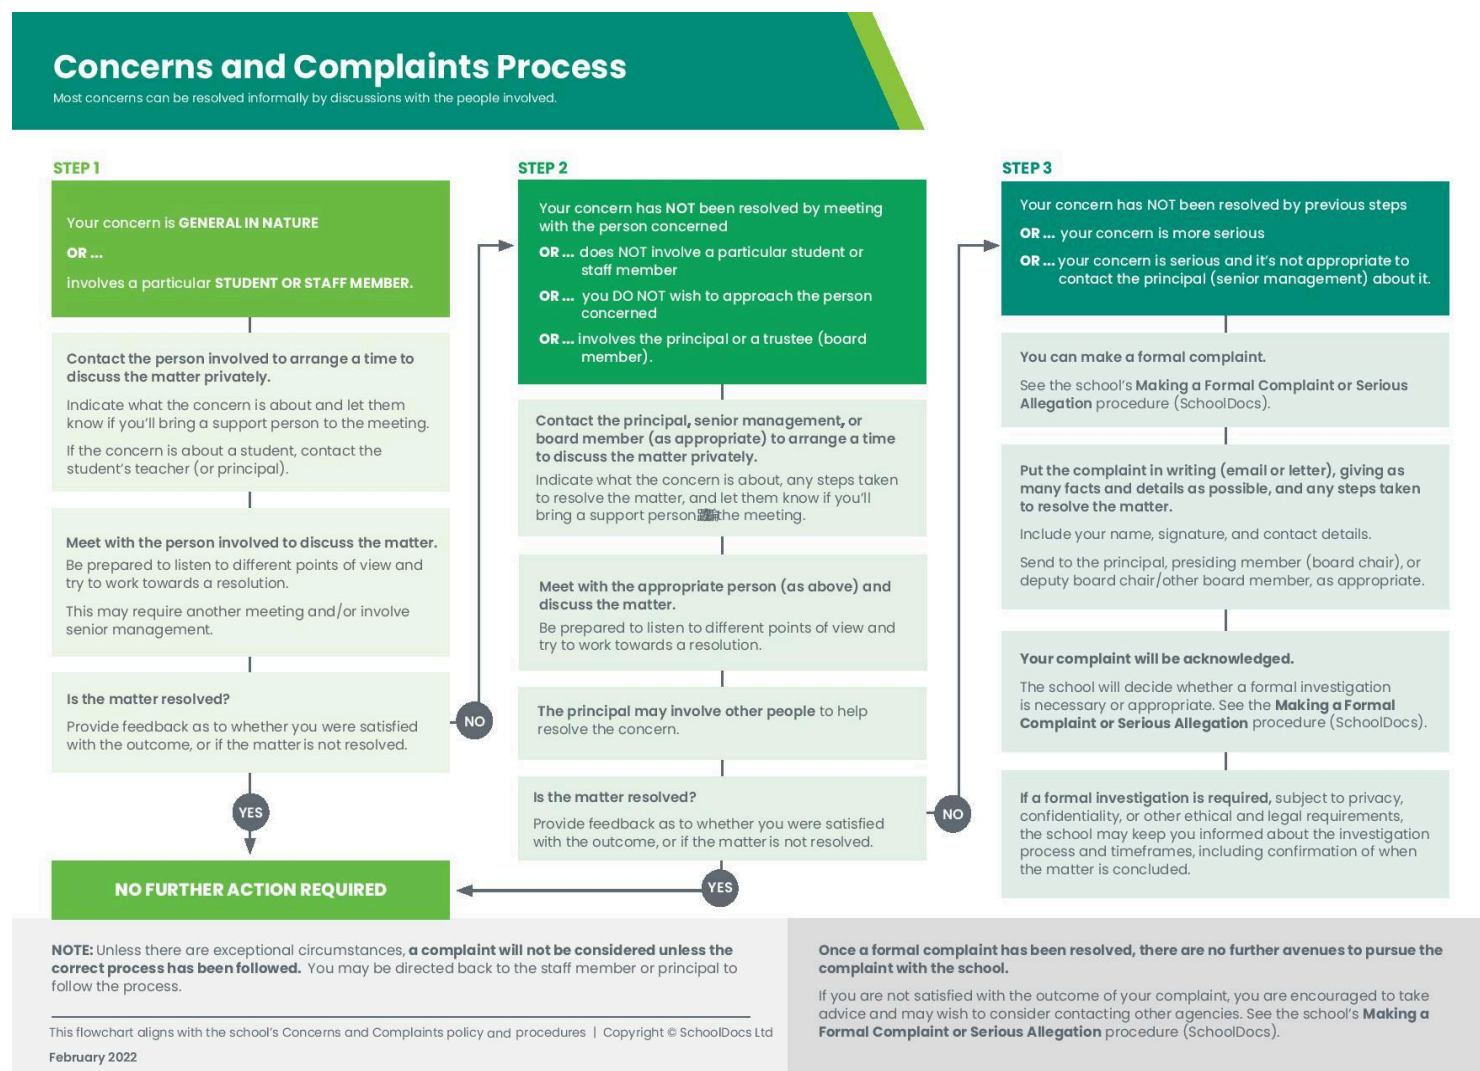 Concerns and Complaints Process
Most concerns can be resolved informally by discussions with the people involved.
STEP 1
Your concern is GENERAL IN NATURE
OR ...
involves a particular STUDENT OR STAFF MEMBER.
Contact the person involved to arrange a time to
discuss the matter privately.
Indicate what the concern is about and let them
know if you'll bring a support person to the meeting.
If the concern is about a student, contact the
student's teacher (or principal).
Meet with the person involved to discuss the matter.
Be prepared to listen to different points of view and
try to work towards a resolution.
This may require another meeting and/or involve
senior management.
Is the matter resolved?
Provide feedback as to whether you were satisfied
with the outcome, or if the matter is not resolved.
NO
YES
NO FURTHER ACTION REQUIRED
STEP 2
Your concern has NOT been resolved by meeting
with the person concerned
OR ... does NOT involve a particular student or
staff member
OR ... you DO NOT wish to approach the person
concerned
OR ... involves the principal or a trustee (board
member).
Contact the principal, senior management, or
board member (as appropriate) to arrange a time
to discuss the matter privately.
Indicate what the concern is about, any steps taken
to resolve the matter, and let them know if you'll
bring a support person the meeting.
Meet with the appropriate person (as above) and
discuss the matter.
Be prepared to listen to different points of view and
try to work towards a resolution.
The principal may involve other people to help
resolve the concern.
Is the matter resolved?
Provide feedback as to whether you were satisfied
with the outcome, or if the matter is not resolved.
NO
YES
STEP 3
Your concern has NOT been resolved by previous steps
OR ... your concern is more serious
OR ... your concern is serious and it's not appropriate to
contact the principal (senior management) about it.
You can make a formal complaint.
See the school's Making a Formal Complaint or Serious
Allegation procedure (SchoolDocs).
Put the complaint in writing (email or letter), giving as
many facts and details as possible, and any steps taken
to resolve the matter.
Include your name, signature, and contact details.
Send to the principal, presiding member (board chair), or
deputy board chair/other board member, as appropriate.
Your complaint will be acknowledged.
The school will decide whether a formal investigation
is necessary or appropriate. See the Making a Formal
Complaint or Serious Allegation procedure (SchoolDocs).
If a formal investigation is required, subject to privacy,
confidentiality, or other ethical and legal requirements,
the school may keep you informed about the investigation
process and timeframes, including confirmation of when
the matter is concluded.
NOTE: Unless there are exceptional circumstances, a complaint will not be considered unless the
correct process has been followed. You may be directed back to the staff member or principal to
follow the process.
This flowchart aligns with the school's Concerns and Complaints policy and procedures | Copyright © SchoolDocs Ltd
February 2022
Once a formal complaint has been resolved, there are no further avenues to pursue the
complaint with the school.
If you are not satisfied with the outcome of your complaint, you are encouraged to take
advice and may wish to consider contacting other agencies. See the school's Making a
Formal Complaint or Serious Allegation procedure (SchoolDocs).